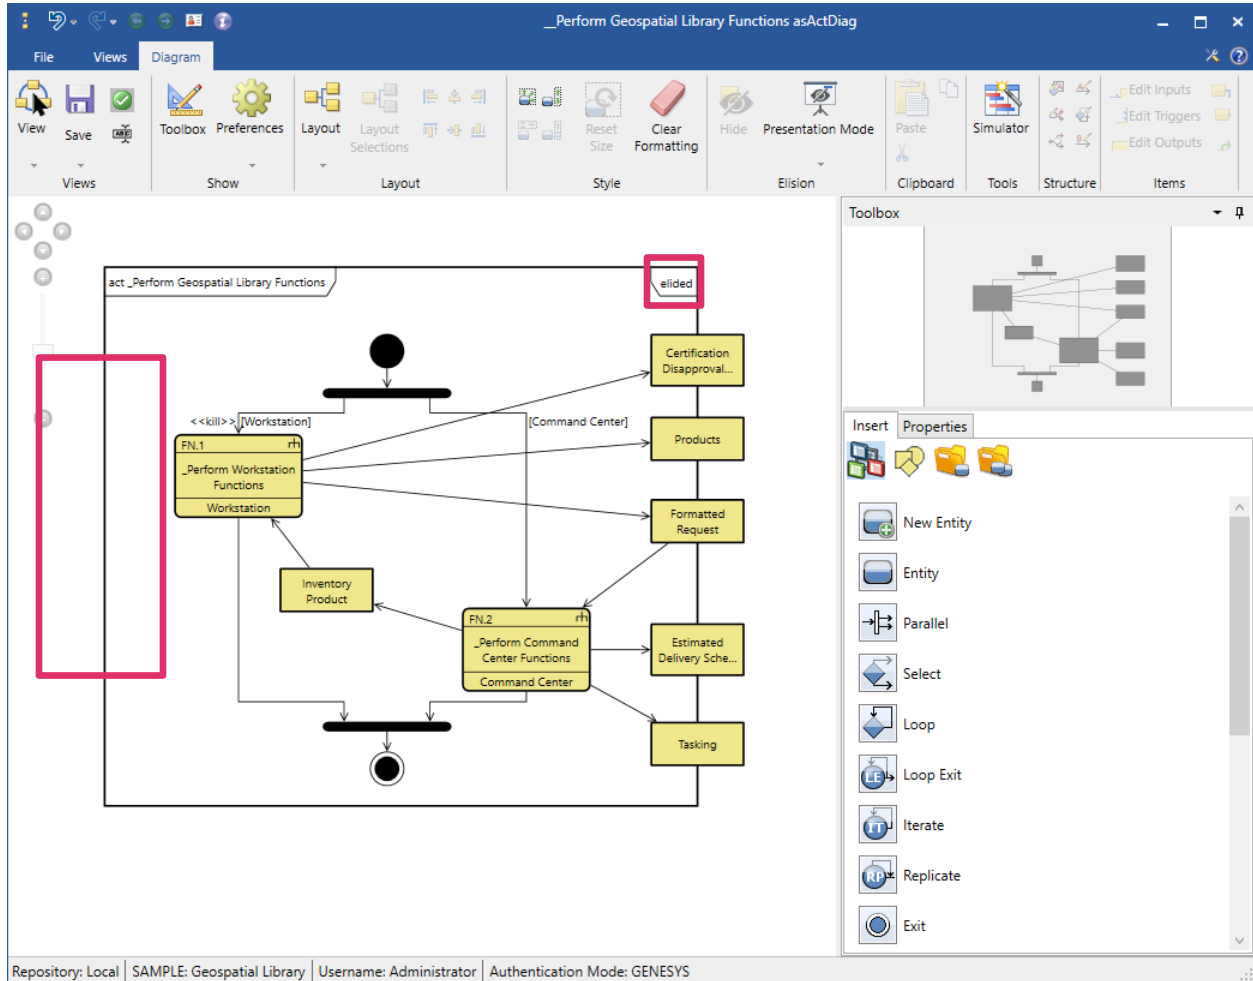 __Perform Geospatial Library Functions asActDiag
File
Views
Diagram
View
Save
ABC
Toolbox
Preferences
Layout
Layout
Selections
Reset
Size
Clear
Formatting
Hide
Presentation Mode
Paste
Simulator
Edit Inputs
Edit Triggers
Edit Outputs
Views
Show
Layout
Style
Elision
Clipboard
Tools
Structure
Items
Toolbox
act _Perform Geospatial Library Functions
elided
Certification
Disapproval...
<<kill>>
[Workstation]
[Command Center]
Products
FN.1
_Perform Workstation
Functions
Workstation
Formatted
Request
Inventory
Product
FN.2
_Perform Command
Center Functions
Command Center
Estimated
Delivery Sche...
Tasking
Insert
Properties
New Entity
Entity
Parallel
Select
Loop
LE
Loop Exit
IT
Iterate
RP
Replicate
Exit
Repository: Local
SAMPLE: Geospatial Library
Username: Administrator
Authentication Mode: GENESYS